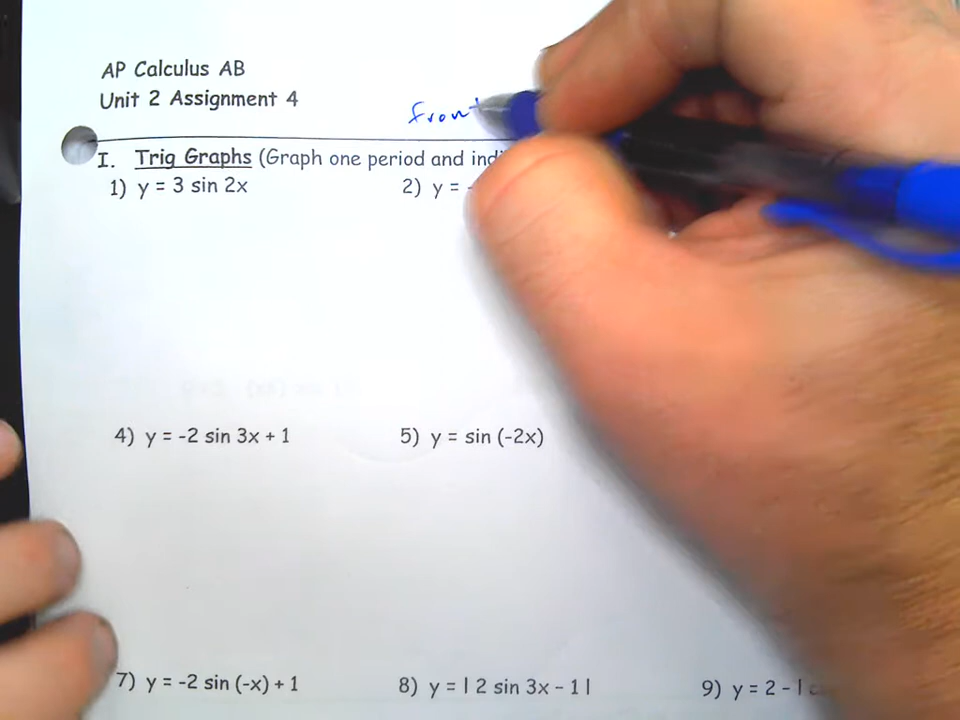 AP Calculus AB
Unit 2 Assignment 4
front
I. Trig Graphs (Graph one period and
1) y = 3 sin 2x 2) y = -
4) y = -2 sin 3x + 1 5) y = sin (-2x)
7) y = -2 sin (-x) + 1 8) y = | 2 sin 3x - 1 | 9) y = 2 - |